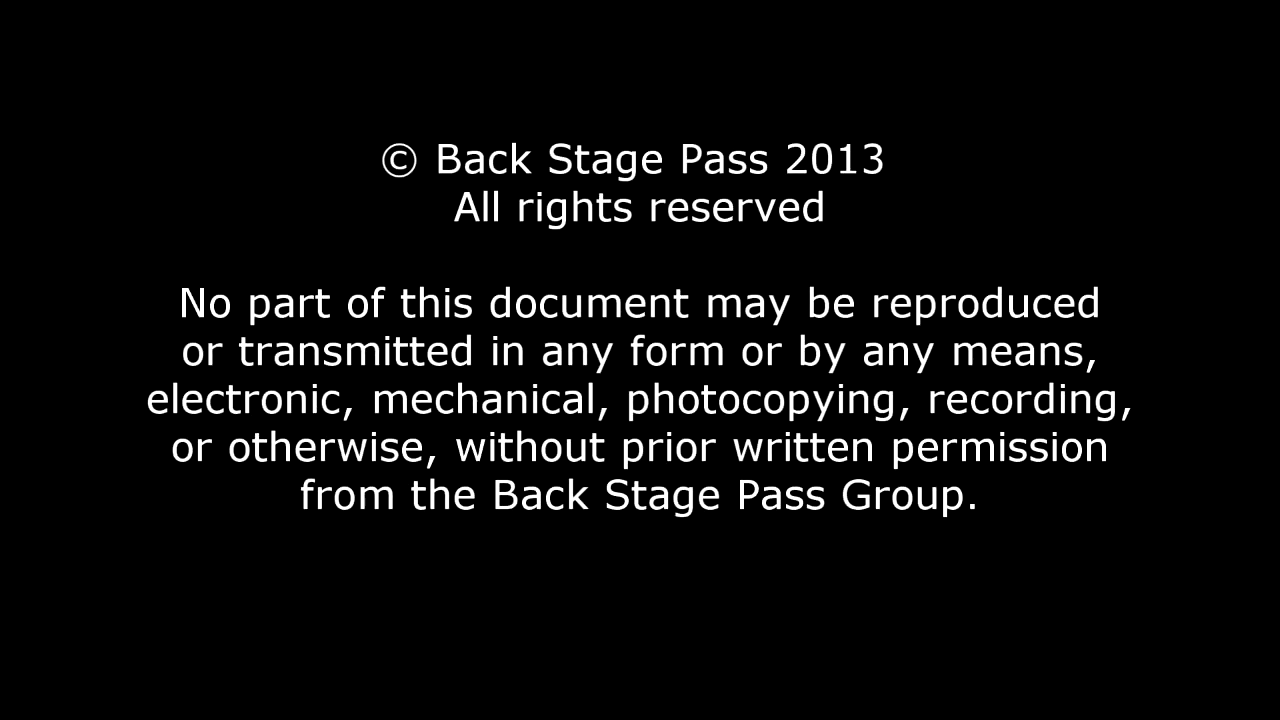 © Back Stage Pass 2013
All rights reserved
No part of this document may be reproduced
or transmitted in any form or by any means,
electronic, mechanical, photocopying, recording,
or otherwise, without prior written permission
from the Back Stage Pass Group.